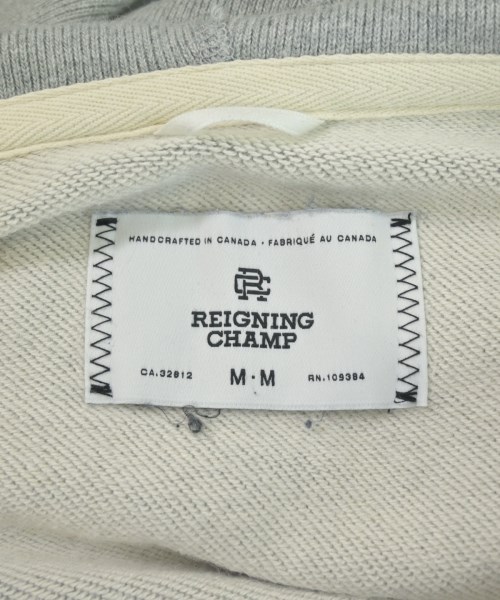 HANDCRAFTED IN CANADA · FABRIQUÉ AU CANADA
RC
REIGNING
CHAMP
CA.32812 M·M RN.109384